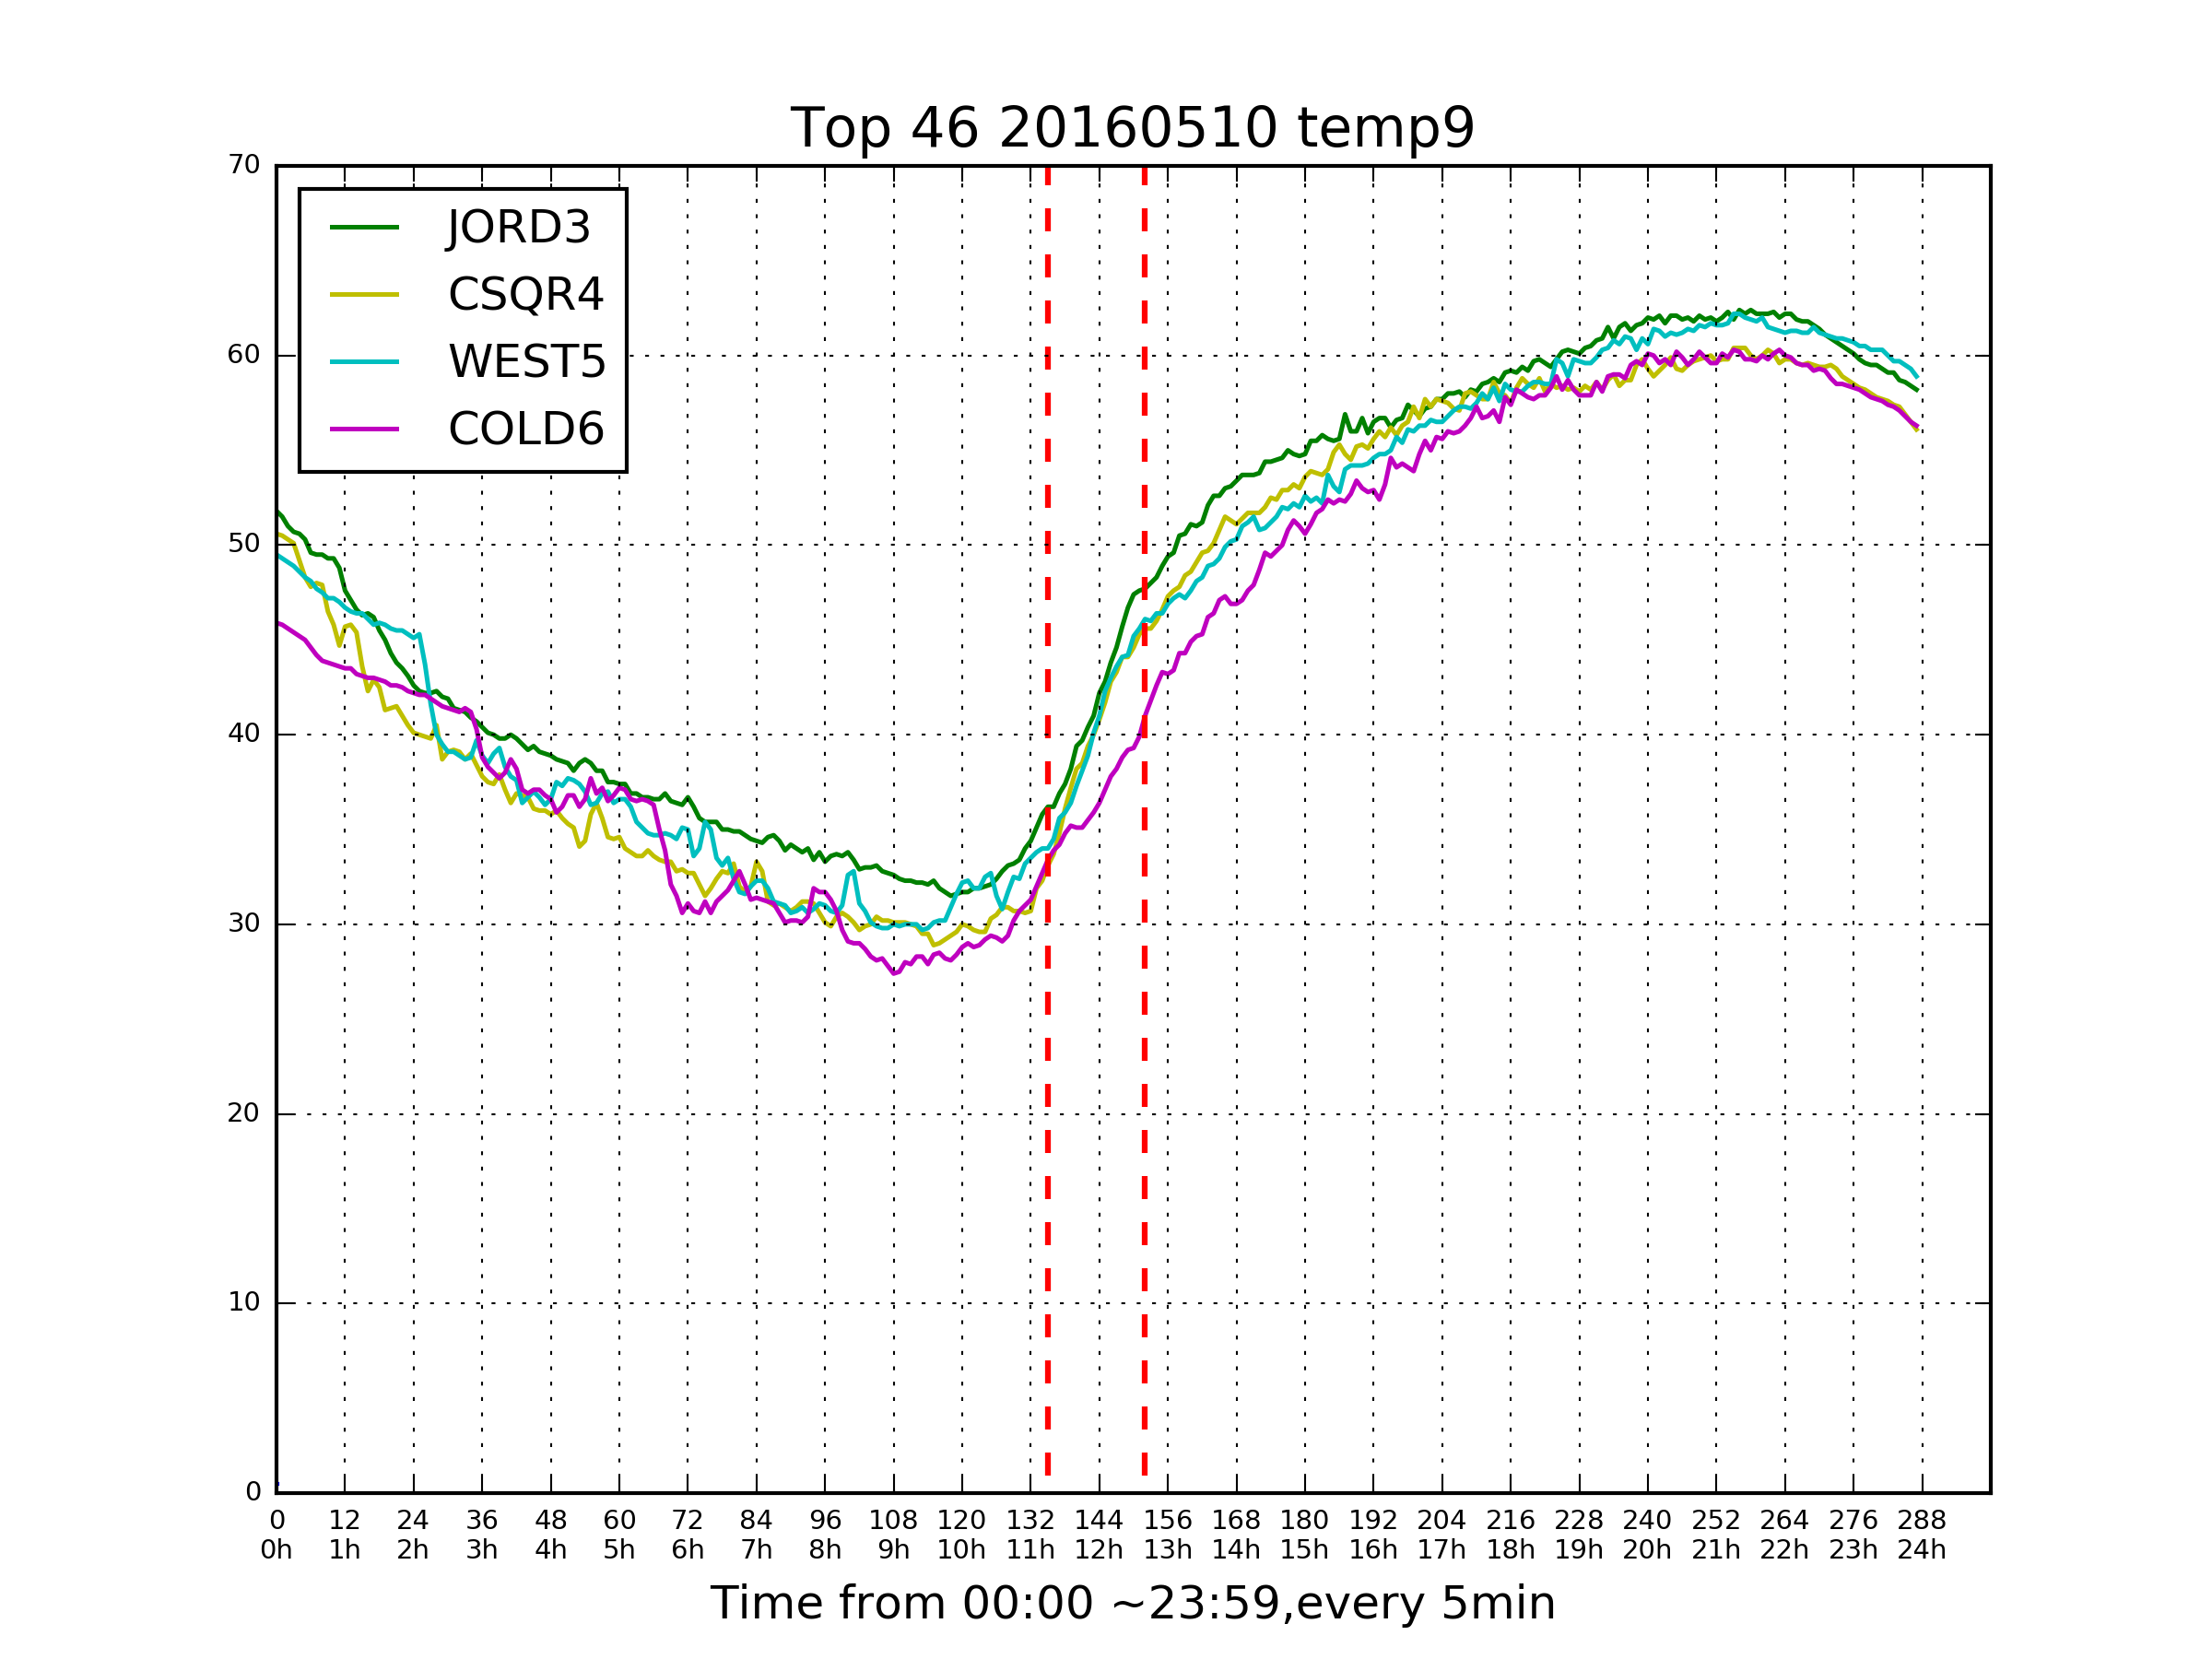 Top 46 20160510 temp9
70
60
50
40
30
20
10
0
JORD3
CSQR4
WEST5
COLD6
0 12 24 36 48 60 72 84 96 108 120 132 144 156 168 180 192 204 216 228 240 252 264 276 288
0h 1h 2h 3h 4h 5h 6h 7h 8h 9h 10h 11h 12h 13h 14h 15h 16h 17h 18h 19h 20h 21h 22h 23h 24h
Time from 00:00 ~23:59,every 5min